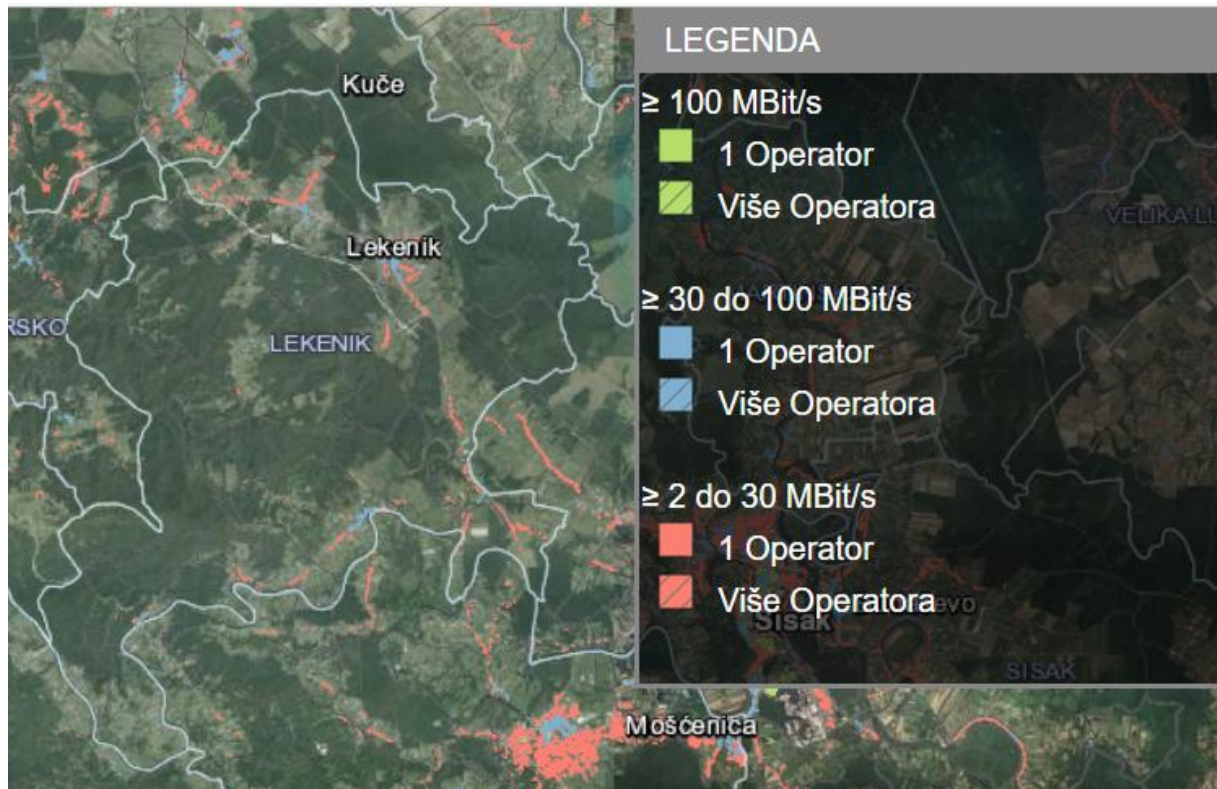 LEGENDA
≥ 100 MBit/s
1 Operator
Više Operatora
≥ 30 do 100 MBit/s
1 Operator
Više Operatora
≥ 2 do 30 MBit/s
1 Operator
Više Operatora
Kuče
Lekenik
RSKO
LEKENIK
VELIKA LU
Sisak
SISAK
Mošćenica